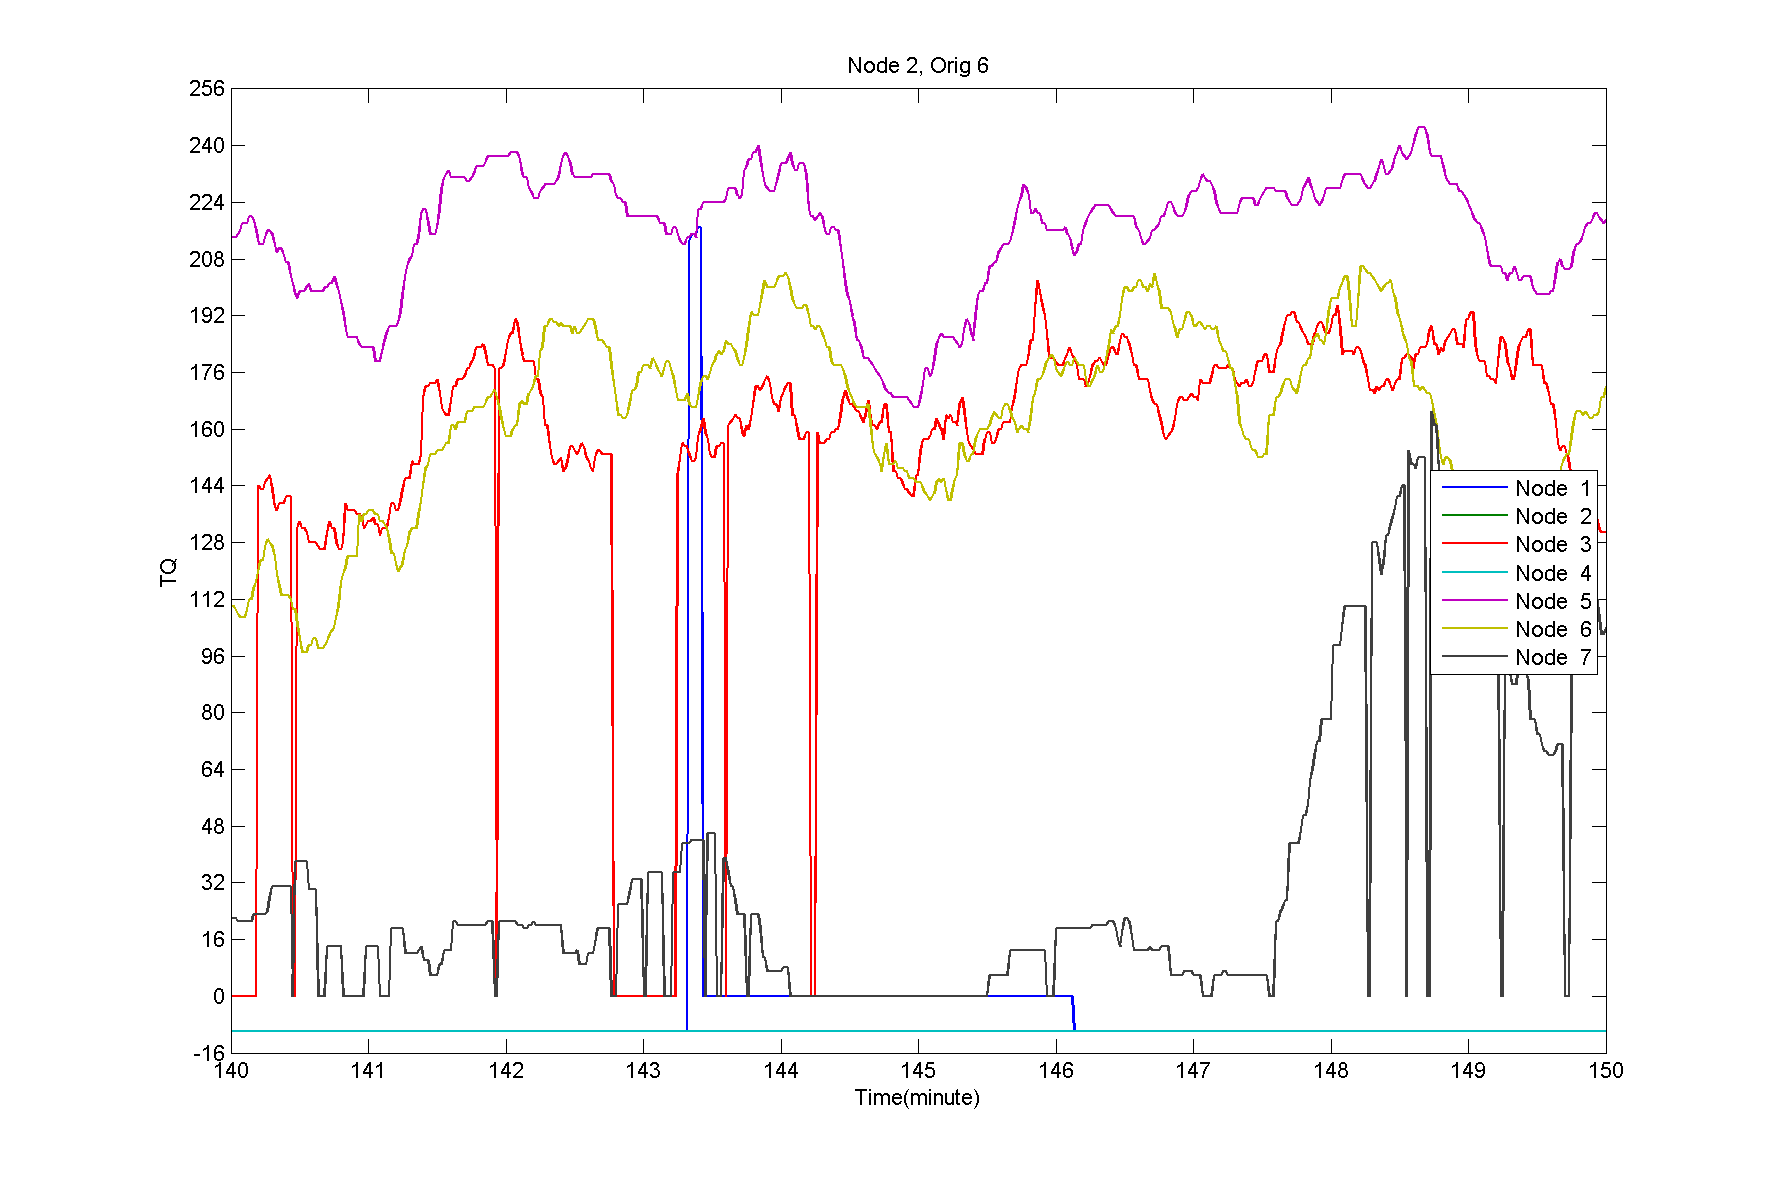 Node 2, Orig 6
256
240
224
208
192
176
160
144
128
112
96
80
64
48
32
16
0
-16
TQ
Node 1
Node 2
Node 3
Node 4
Node 5
Node 6
Node 7
140 141 142 143 144 145 146 147 148 149 150
Time(minute)